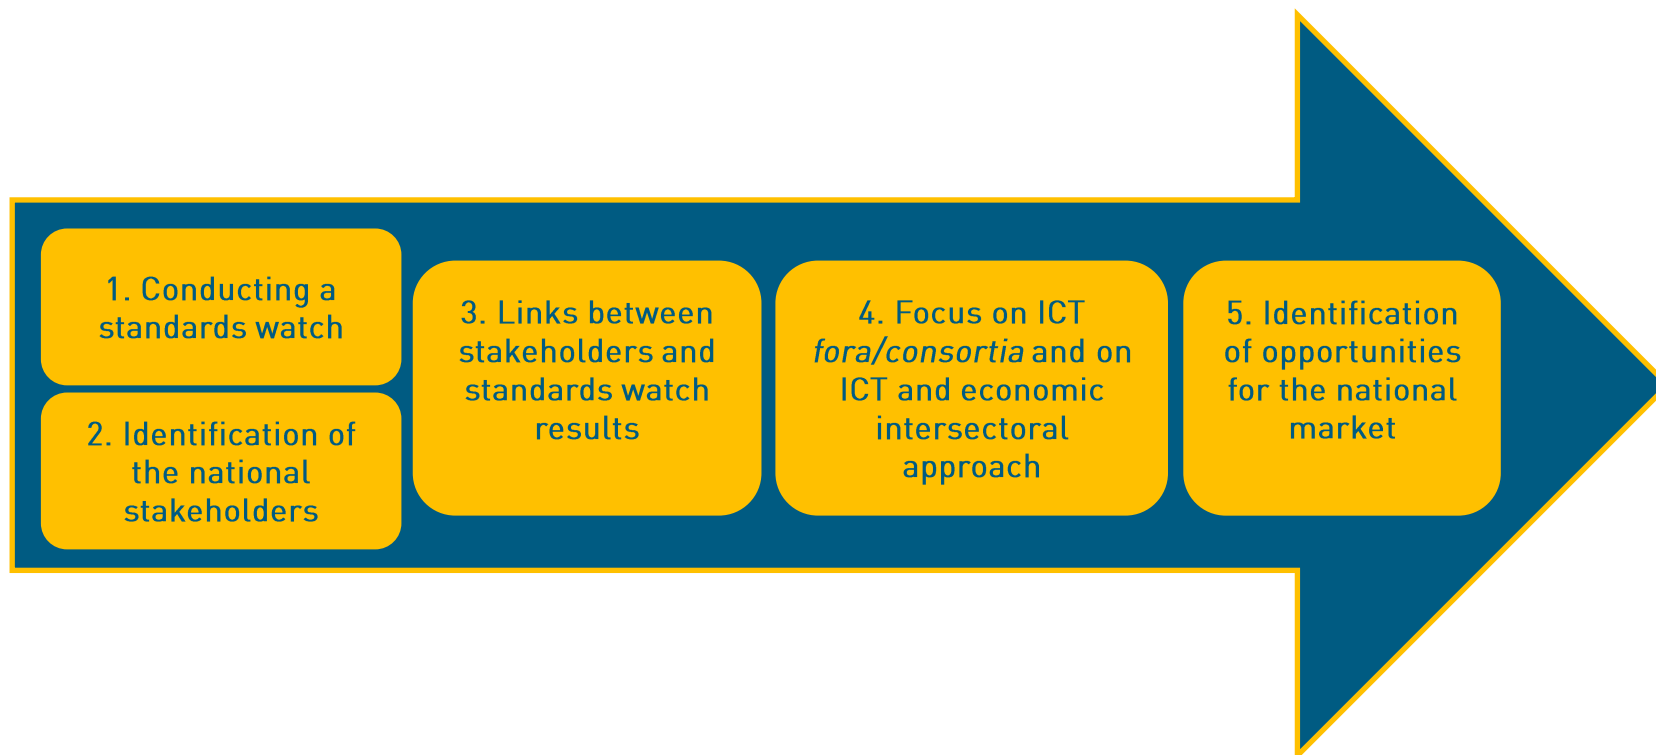 1. Conducting a
standards watch
2. Identification of
the national
stakeholders
3. Links between
stakeholders and
standards watch
results
4. Focus on ICT
fora/consortia and on
ICT and economic
intersectoral
approach
5. Identification
of opportunities
for the national
market